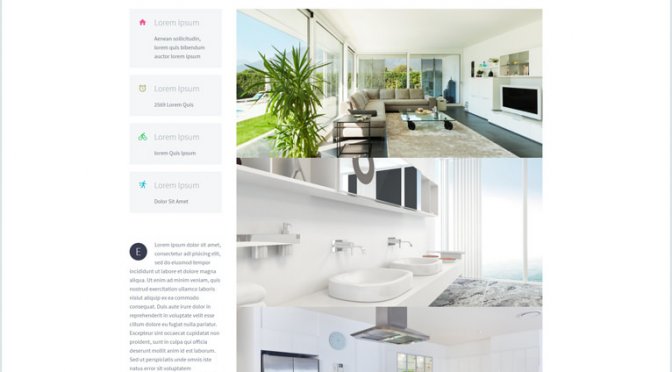 Lorem Ipsum
Aenean sollicitudin,
lorem quis bibendum
auctor lorem ipsum
Lorem Ipsum
2569 Lorem Quis
Lorem Ipsum
lorem Quis Ipsum
Lorem Ipsum
Dolor Sit Amet
E
Lorem ipsum dolor sit amet,
consectetur adi pisicing elit,
sed do eiusmod tempor
incididunt ut labore et dolore magna
aliqua. Ut enim ad minim veniam, quis
nostrud exercitation ullamco laboris
nisiut aliquip ex ea commodo
consequat. Duis aute irure dolor in
reprehenderit in voluptate velit esse
cillum dolore eu fugiat nulla pariatur.
Excepteur sint occaecat cupidatat non
proident, sunt in culpa qui officia
deserunt mollit anim id est laborum.
Sed ut perspiciatis unde omnis iste
natus error sit voluptatem